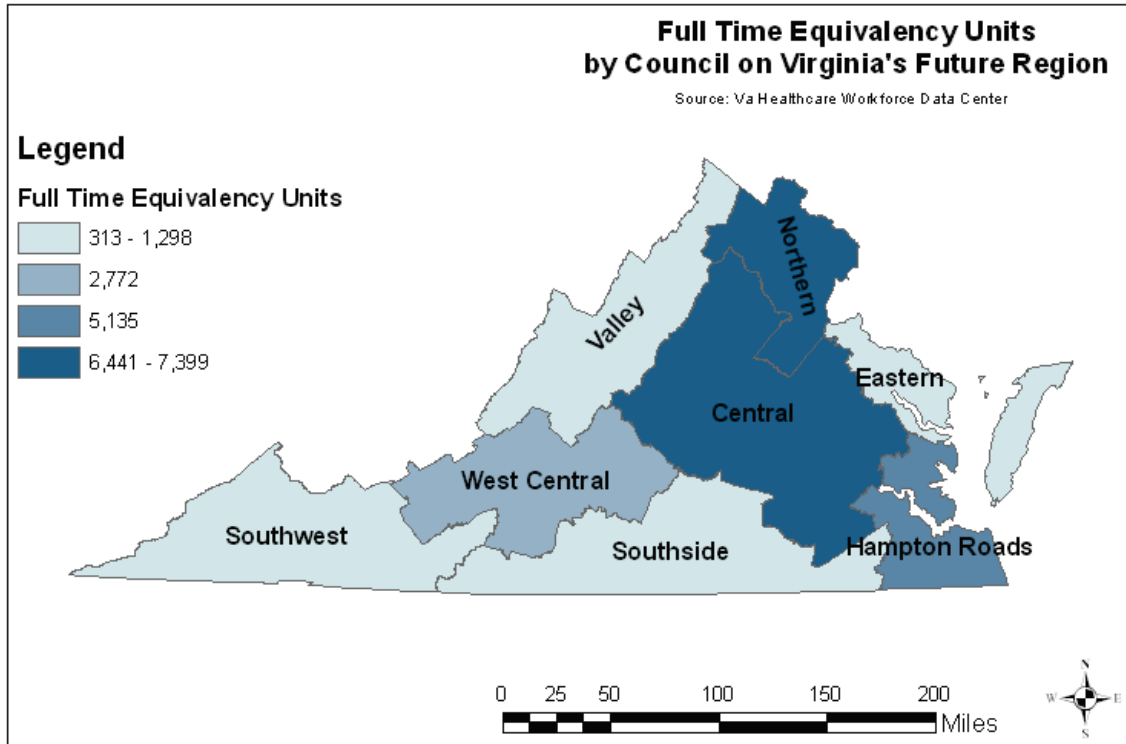 Full Time Equivalency Units
by Council on Virginia's Future Region
Source: Va Healthcare Workforce Data Center
Legend
Full Time Equivalency Units
313 - 1,298
2,772
5,135
6,441 - 7,399
Northern
Valley
Eastern
Central
West Central
Southwest
Southside
Hampton Roads
0 25 50 100 150 200
Miles
N
W E
S